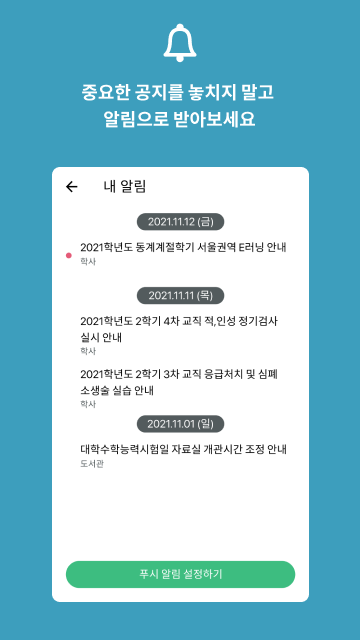 중요한 공지를 놓치지 말고
알림으로 받아보세요
내 알림
2021.11.12 (금)
2021학년도 동계계절학기 서울권역 E러닝 안내
학사
2021.11.11 (목)
2021학년도 2학기 4차 교직 적,인성 정기검사
실시 안내
학사
2021학년도 2학기 3차 교직 응급처치 및 심폐
소생술 실습 안내
학사
2021.11.01 (일)
대학수학능력시험일 자료실 개관시간 조정 안내
도서관
푸시 알림 설정하기